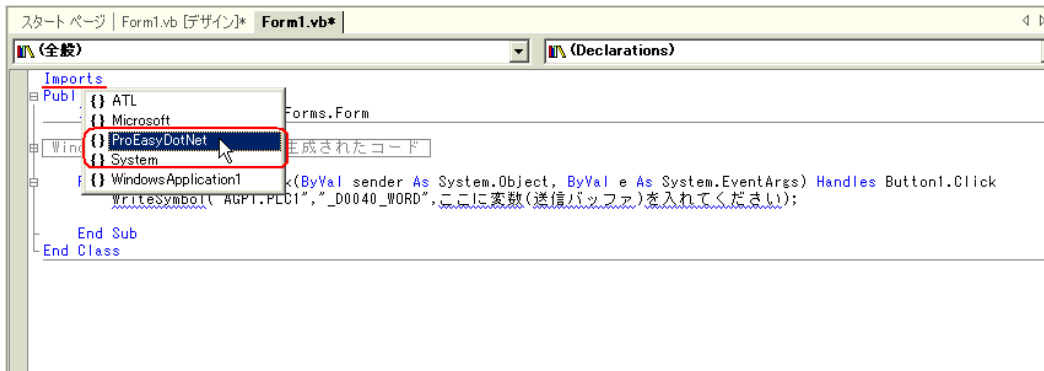 スタート ページ | Form1.vb [デザイン]* Form1.vb*
(全般) (Declarations)
Imports
Publ
{} ATL
Forms.Form
{} Microsoft
{} ProEasyDotNet
Wind 生成されたコード
{} System
{} WindowsApplication1
(ByVal sender As System.Object, ByVal e As System.EventArgs) Handles Button1.Click
WriteSymbol("AGP1.PLC1","_D0040_WORD",ここに変数(送信バッファ)を入れてください);
End Sub
End Class